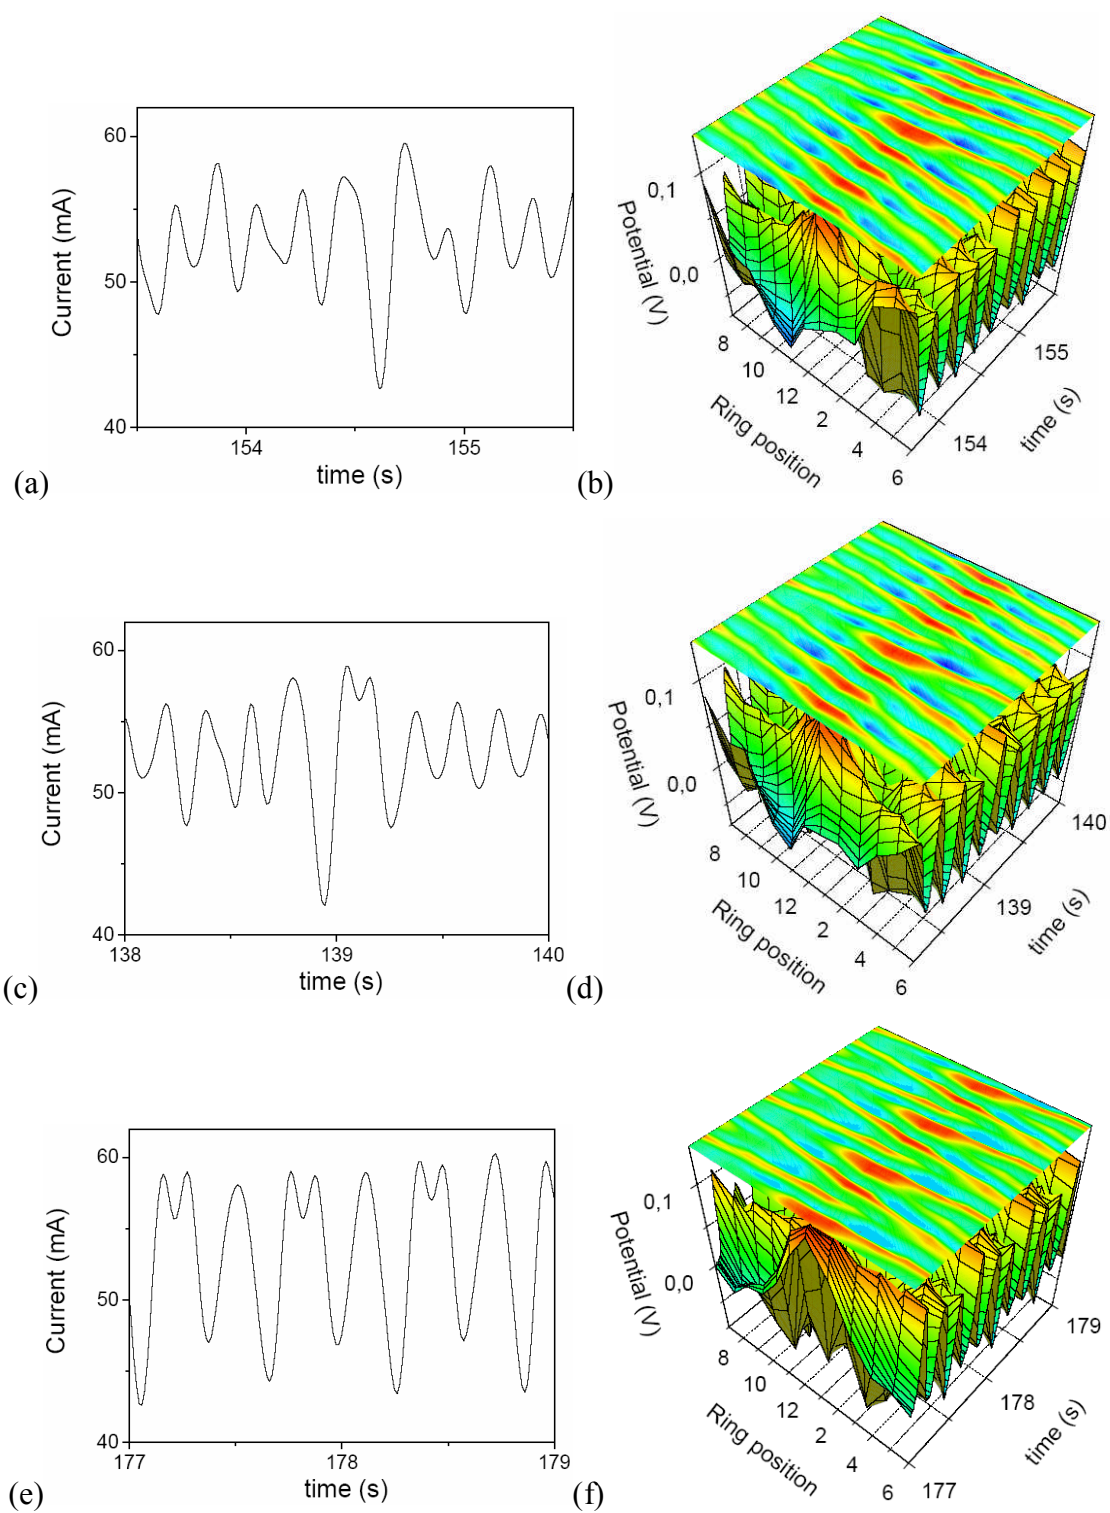 60
50
40
Current (mA)
154
155
time (s)
(a)
0,1
0,0
Potential (V)
8
10
12
2
4
6
Ring position
154
155
time (s)
(b)
60
50
40
Current (mA)
138
139
140
time (s)
(c)
0,1
0,0
Potential (V)
8
10
12
2
4
6
Ring position
139
140
time (s)
(d)
60
50
40
Current (mA)
177
178
179
time (s)
(e)
0,1
0,0
Potential (V)
8
10
12
2
4
6
Ring position
177
178
179
time (s)
(f)